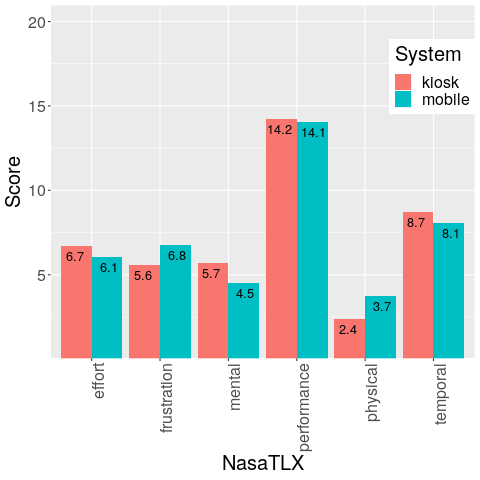 20
15
10
5
Score
System
kiosk
mobile
6.7
6.1
5.6
6.8
5.7
4.5
14.2
14.1
2.4
3.7
8.7
8.1
effort
frustration
mental
performance
physical
temporal
NasaTLX